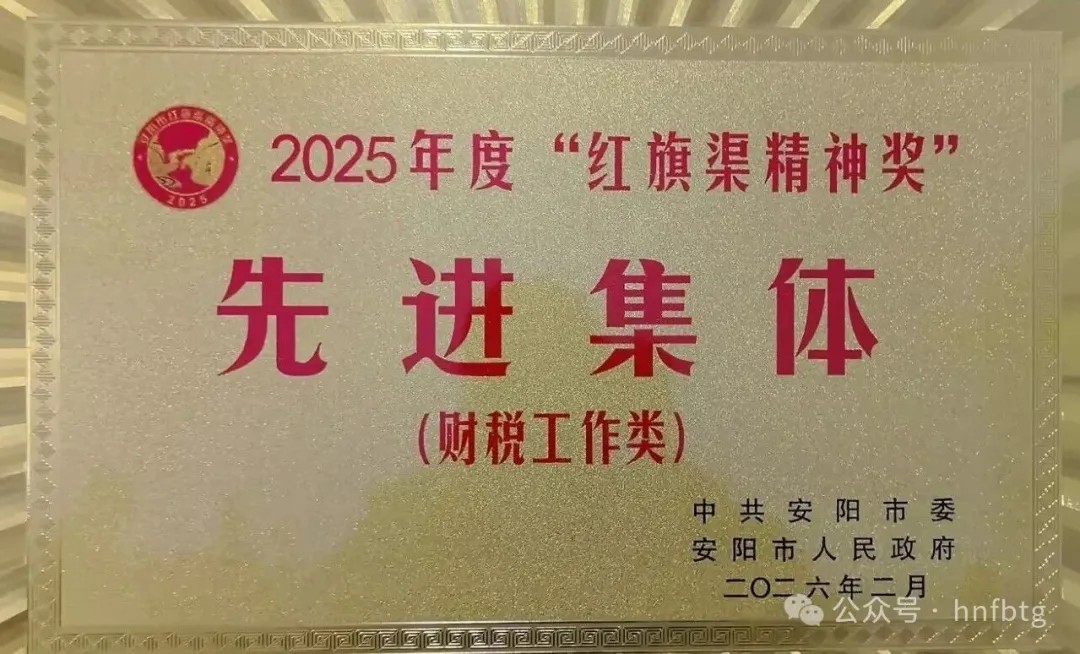 2025年度“红旗渠精神奖”
2025
先进集体
(财税工作类)
中共安阳市委
安阳市人民政府
二〇二六年二月
公众号·hnfbtg